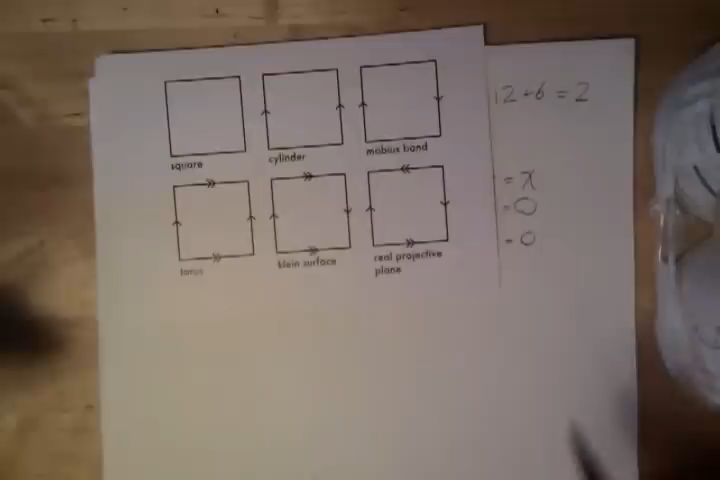 square
cylinder
mobius band
torus
klein surface
real projective
plane
12+6=2
=χ
=0
=0